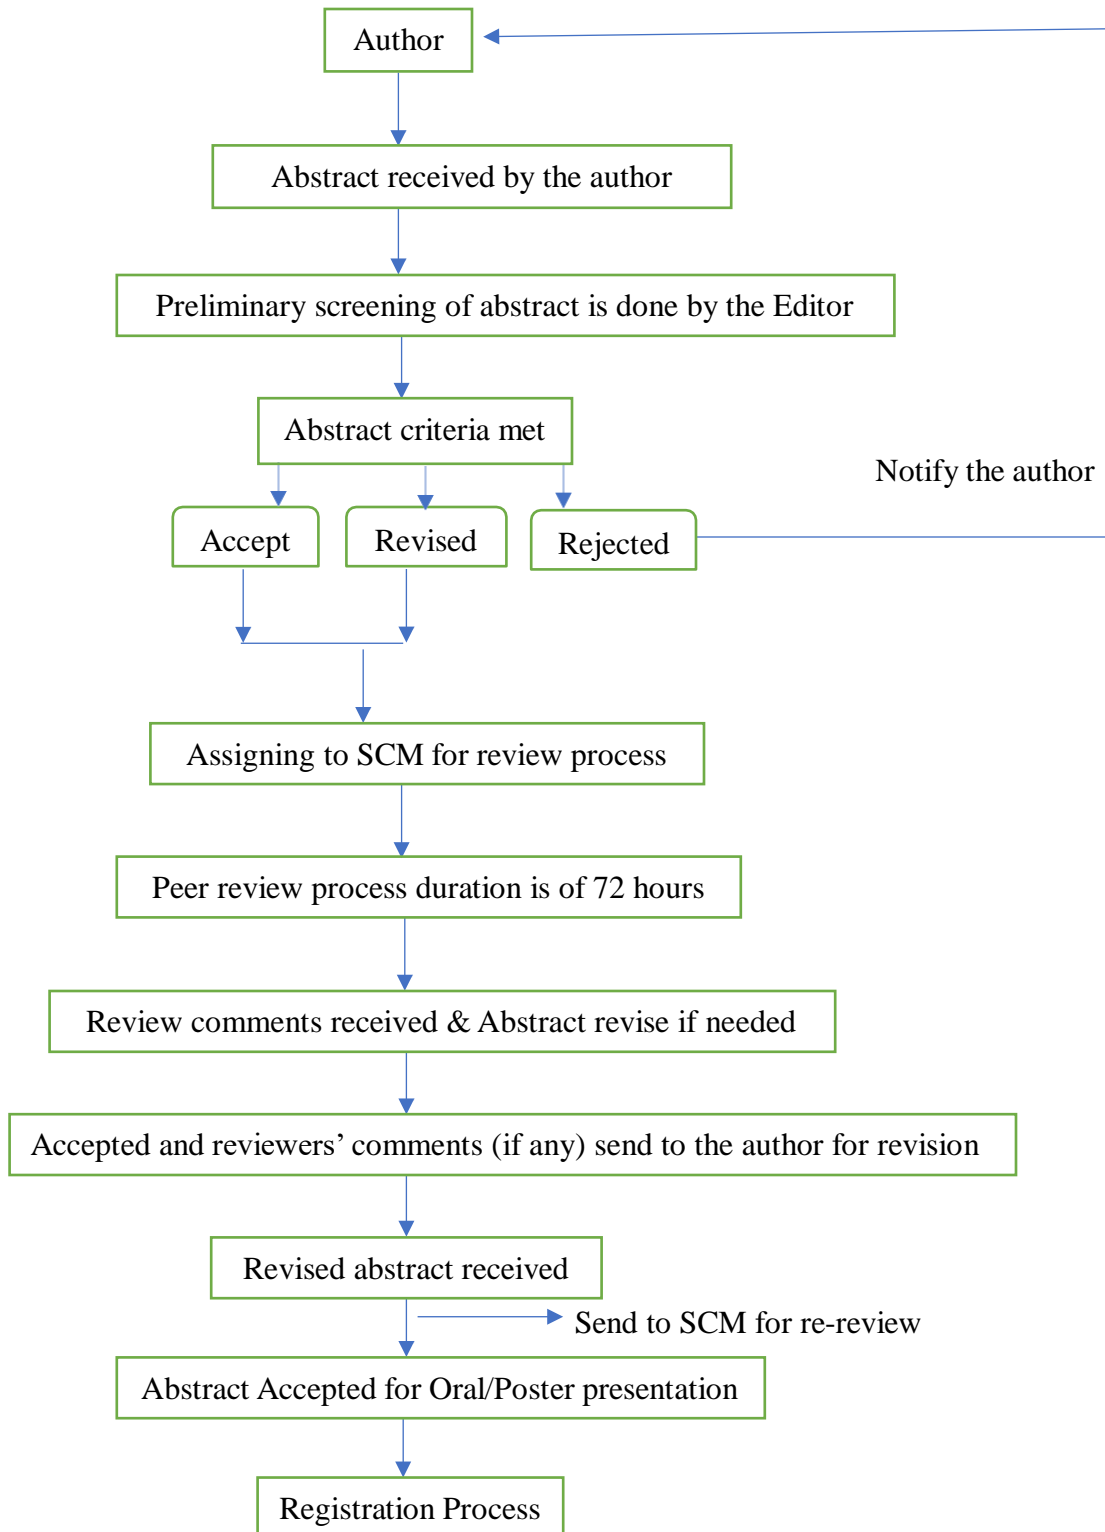 Author
Abstract received by the author
Preliminary screening of abstract is done by the Editor
Abstract criteria met
Notify the author
Accept
Revised
Rejected
Assigning to SCM for review process
Peer review process duration is of 72 hours
Review comments received & Abstract revise if needed
Accepted and reviewers’ comments (if any) send to the author for revision
Revised abstract received
Send to SCM for re-review
Abstract Accepted for Oral/Poster presentation
Registration Process